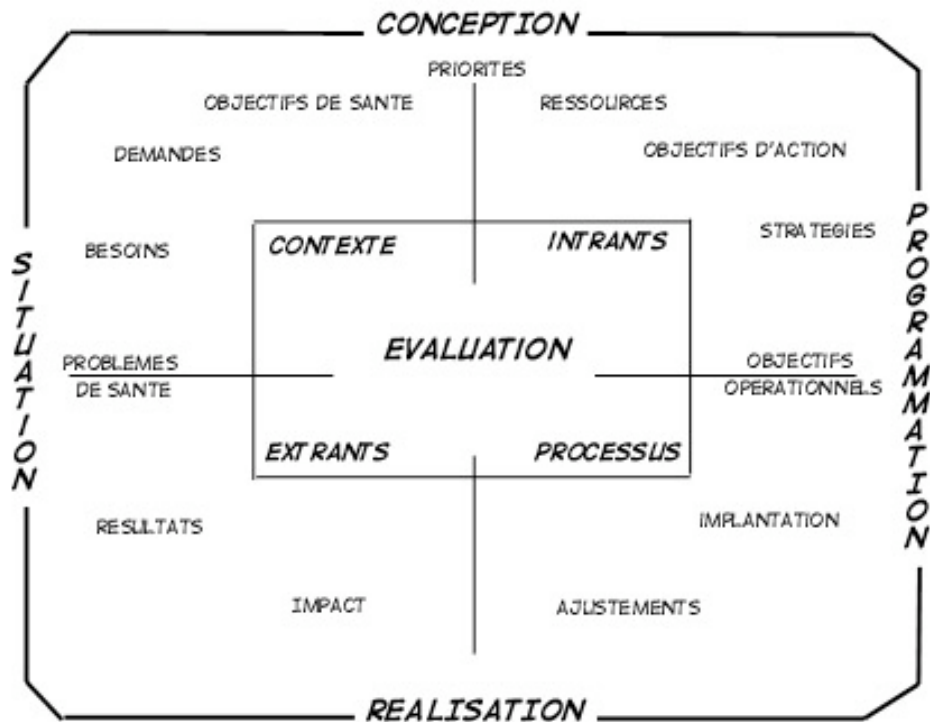 CONCEPTION
PRIORITES
OBJECTIFS DE SANTE
RESSOURCES
DEMANDES
OBJECTIFS D'ACTION
BESOINS
STRATEGIES
CONTEXTE
INTRANTS
SITUATION
PROGRAMMATION
EVALUATION
PROBLEMES
DE SANTE
OBJECTIFS
OPERATIONNELS
EXTRANTS
PROCESSUS
RESULTATS
IMPLANTATION
IMPACT
AJUSTEMENTS
REALISATION